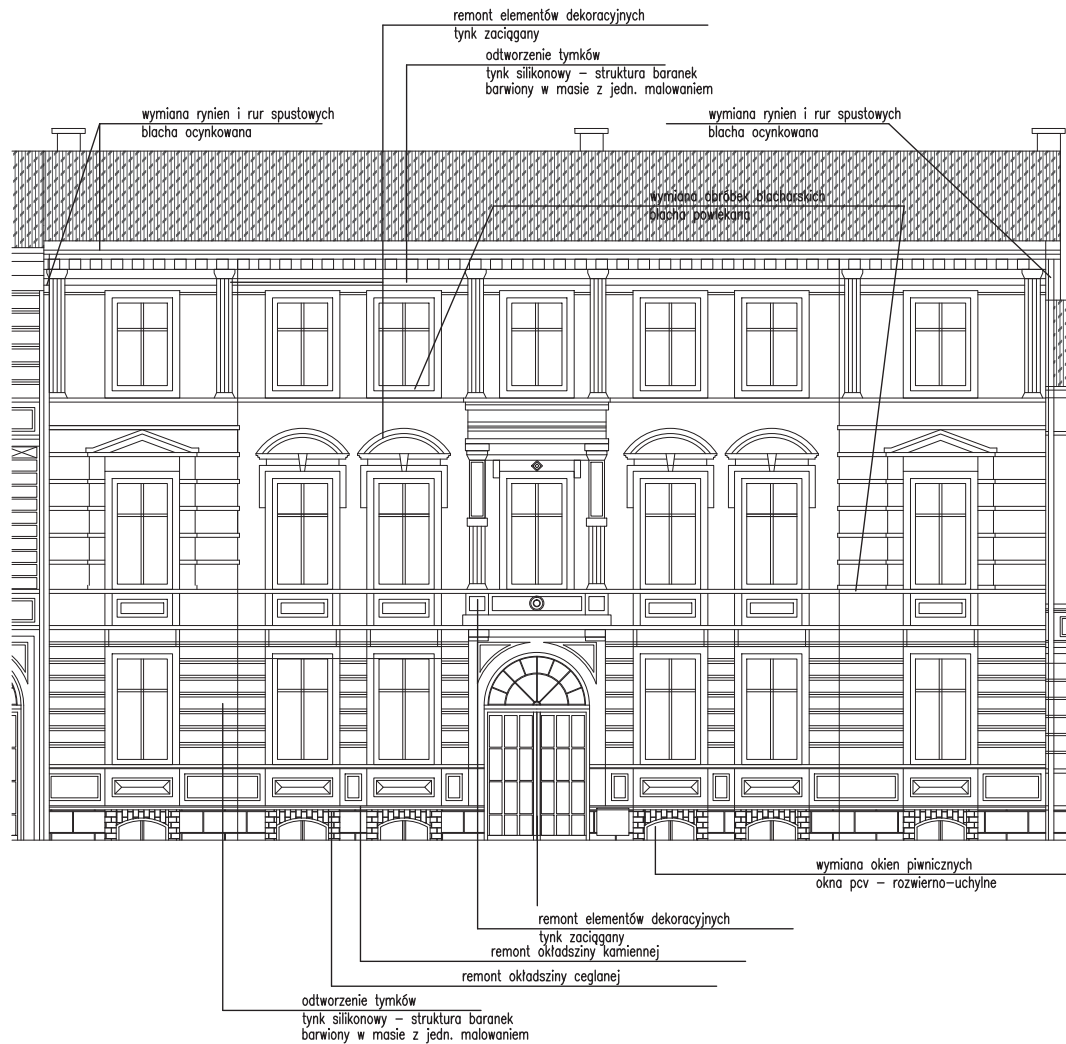 remont elementów dekoracyjnych
tynk zaciągany
odtworzenie tymków
tynk silikonowy – struktura baranek
barwiony w masie z jedn. malowaniem
wymiana rynien i rur spustowych
blacha ocynkowana
wymiana rynien i rur spustowych
blacha ocynkowana
wymiana obróbek blacharskich
blacha powlekana
wymiana okien piwnicznych
okna pcv – rozwierno-uchylne
remont elementów dekoracyjnych
tynk zaciągany
remont okładsziny kamiennej
remont okładsziny ceglanej
odtworzenie tymków
tynk silikonowy – struktura baranek
barwiony w masie z jedn. malowaniem